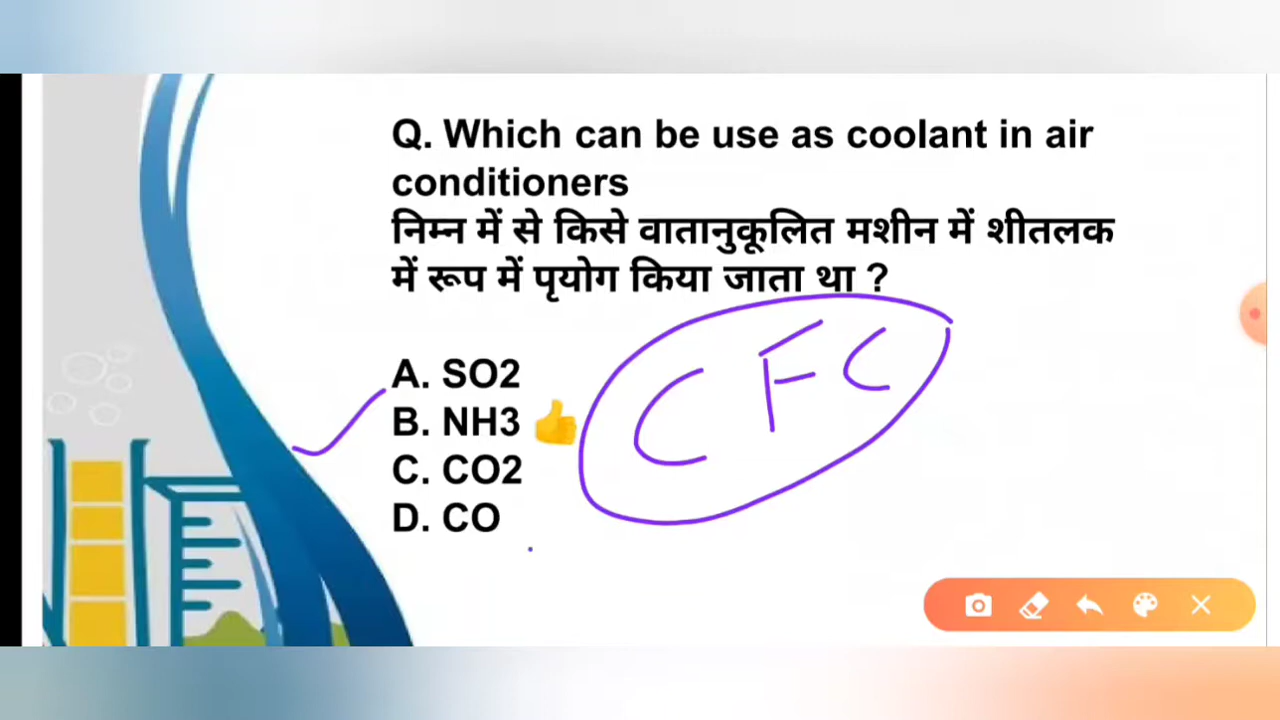 Q. Which can be use as coolant in air
conditioners
निम्न में से किसे वातानुकूलित मशीन में शीतलक
में रूप में पृयोग किया जाता था ?
A. SO2
B. NH3
C. CO2
D. CO
CFC